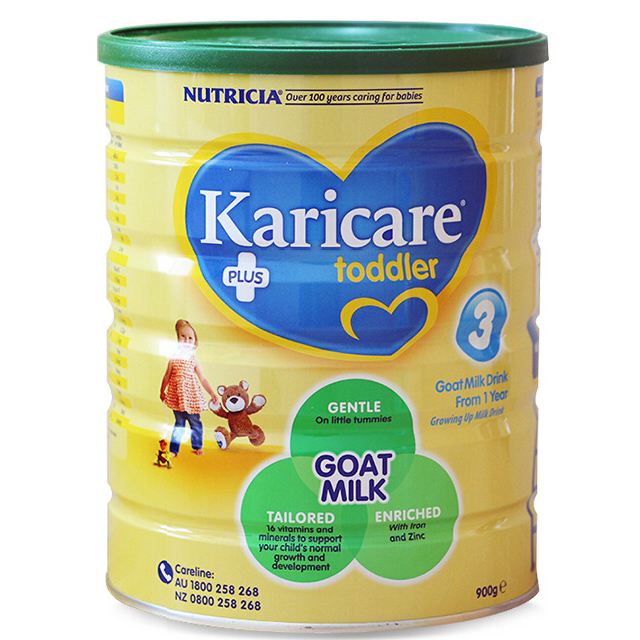 NUTRICIA Over 100 years caring for babies
Karicare®
PLUS
toddler
3
Goat Milk Drink
From 1 Year
Growing Up Milk Drink
GENTLE
On little tummies
GOAT
MILK
TAILORED
16 vitamins and
minerals to support
your child's normal
growth and
development
ENRICHED
With Iron
and Zinc
Careline:
AU 1800 258 268
NZ 0800 258 268
900g℮